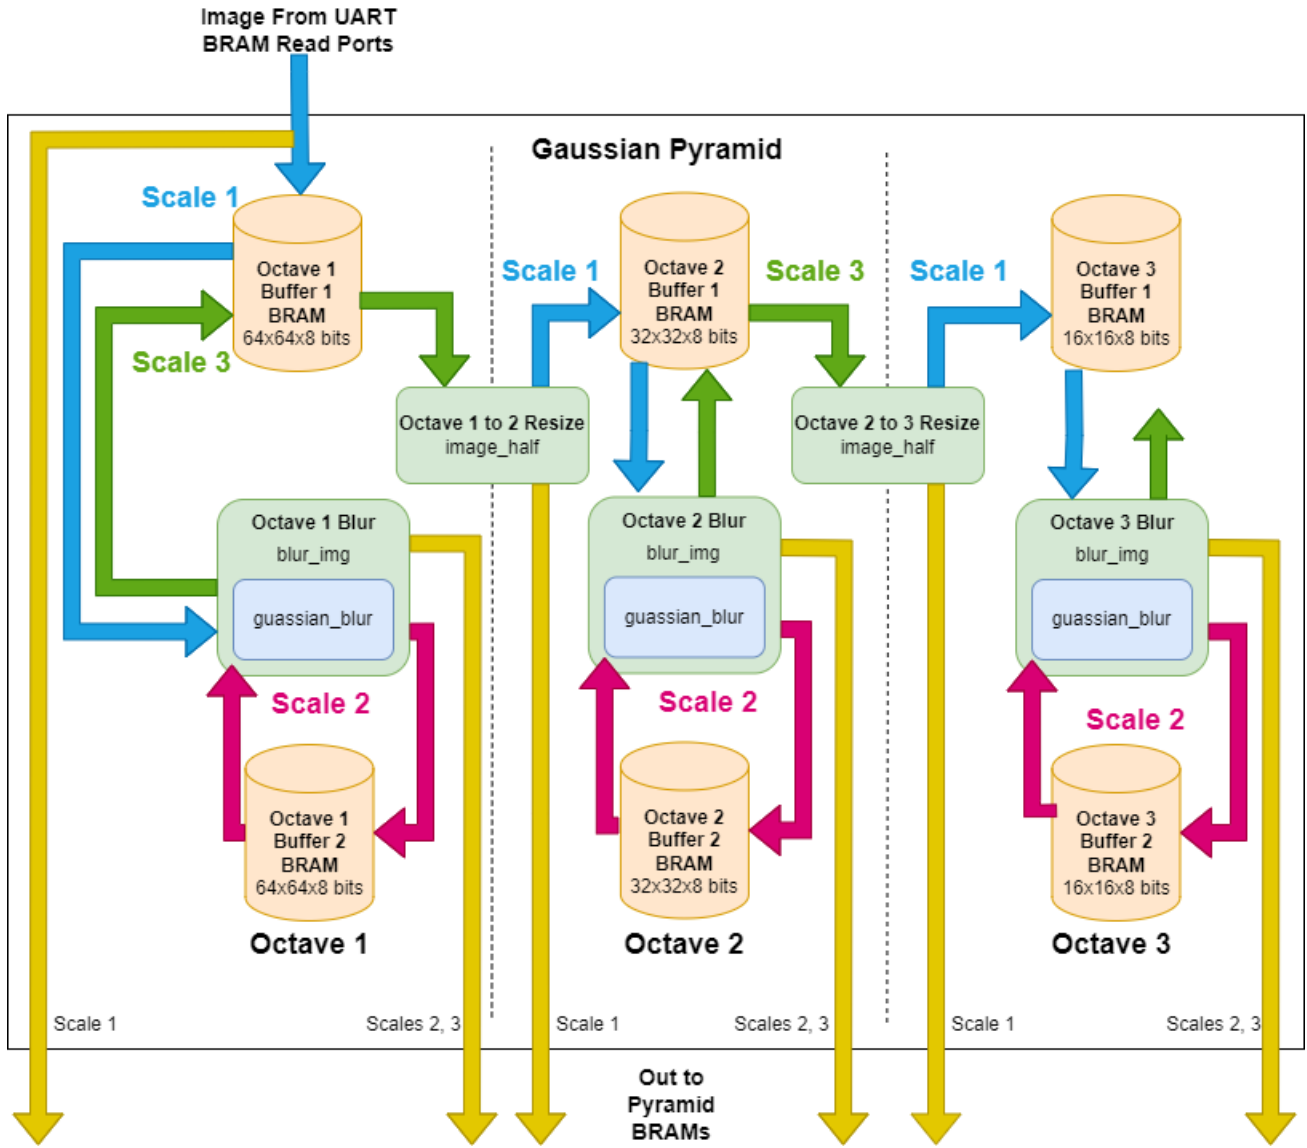 Image From UART
BRAM Read Ports
Gaussian Pyramid
Scale 1
Octave 1
Buffer 1
BRAM
64x64x8 bits
Scale 3
Scale 1
Octave 2
Buffer 1
BRAM
32x32x8 bits
Scale 3
Scale 1
Octave 3
Buffer 1
BRAM
16x16x8 bits
Octave 1 to 2 Resize
image_half
Octave 2 to 3 Resize
image_half
Octave 1 Blur
blur_img
guassian_blur
Octave 2 Blur
blur_img
guassian_blur
Octave 3 Blur
blur_img
guassian_blur
Scale 2
Scale 2
Scale 2
Octave 1
Buffer 2
BRAM
64x64x8 bits
Octave 2
Buffer 2
BRAM
32x32x8 bits
Octave 3
Buffer 2
BRAM
16x16x8 bits
Octave 1
Octave 2
Octave 3
Scale 1
Scales 2, 3
Scale 1
Scales 2, 3
Scale 1
Scales 2, 3
Out to
Pyramid
BRAMs